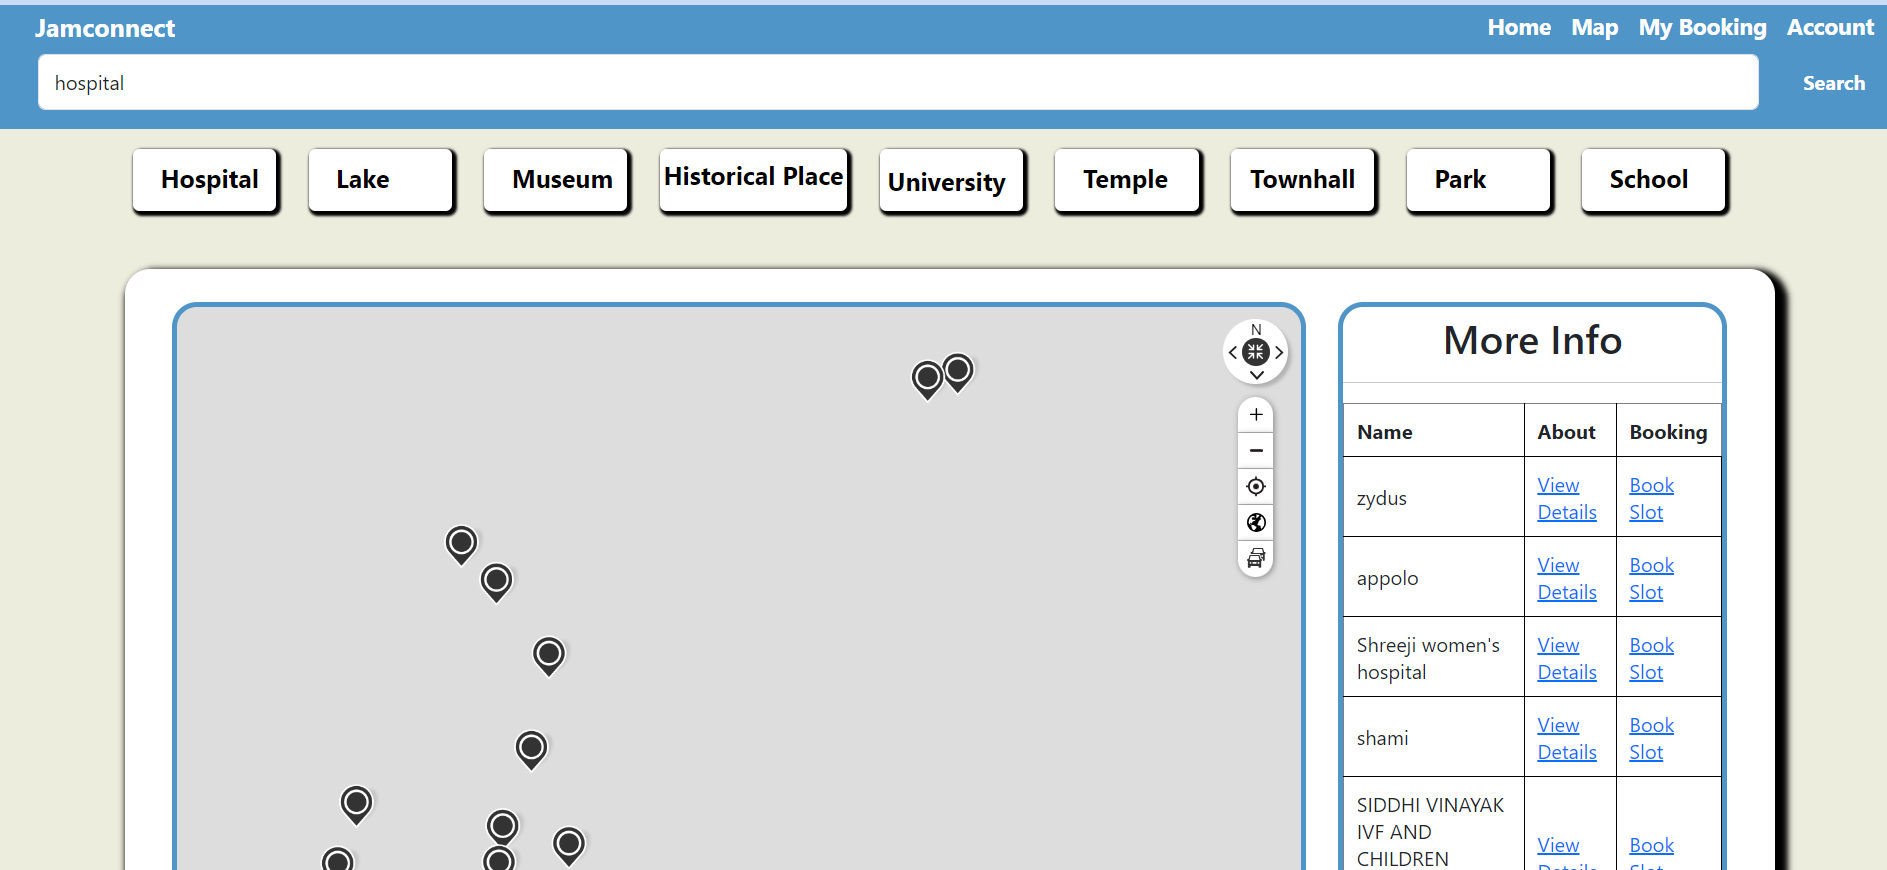 Jamconnect
Home Map My Booking Account
hospital
Search
Hospital Lake Museum Historical Place University Temple Townhall Park School
N
More Info
Name About Booking
zydus View Details Book Slot
appolo View Details Book Slot
Shreeji women's hospital View Details Book Slot
shami View Details Book Slot
SIDDHI VINAYAK
IVF AND
CHILDREN
View Details Book Slot